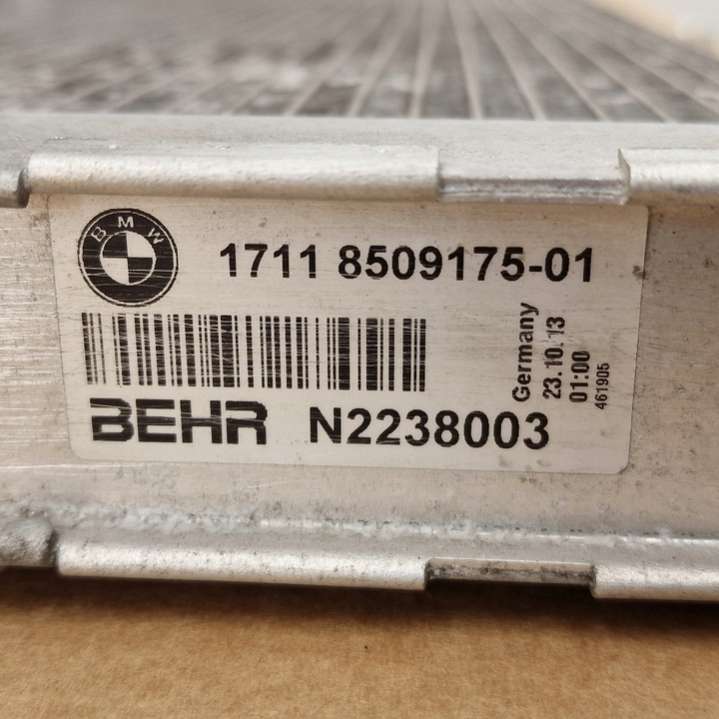 BMW
1711 8509175-01
BEHR N2238003
Germany
23.10.13
01:00
461905